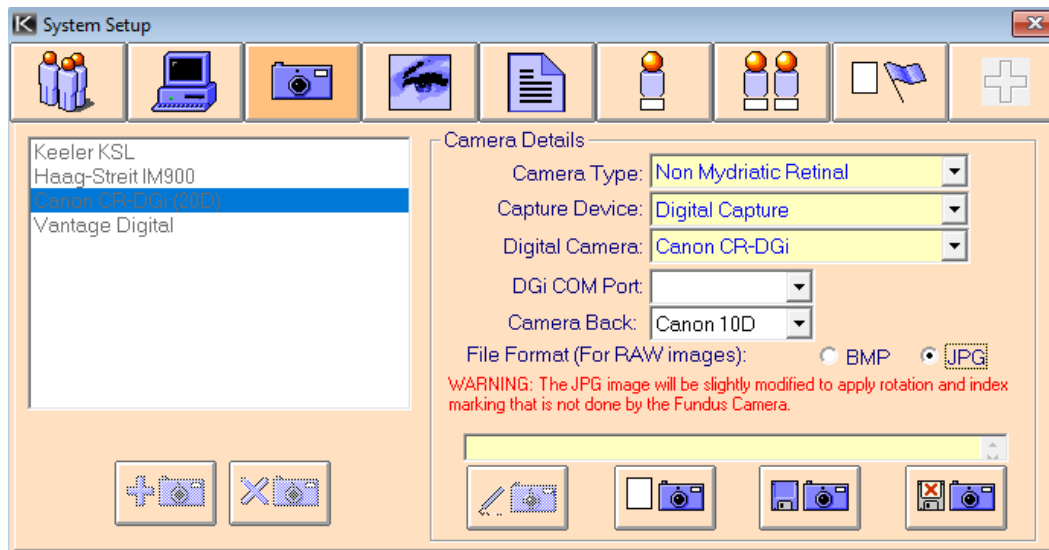 K System Setup
Keeler KSL
Haag-Streit IM900
Canon CR-DGi (20D)
Vantage Digital
Camera Details
Camera Type: Non Mydriatic Retinal
Capture Device: Digital Capture
Digital Camera: Canon CR-DGi
DGi COM Port:
Camera Back: Canon 10D
File Format (For RAW images): BMP JPG
WARNING: The JPG image will be slightly modified to apply rotation and index
marking that is not done by the Fundus Camera.